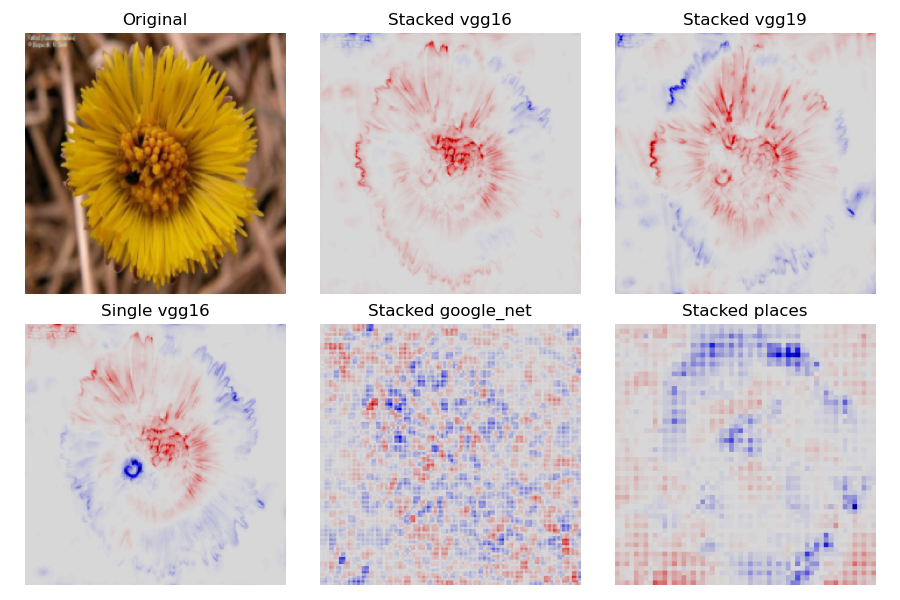 Original
Stacked vgg16
Stacked vgg19
Single vgg16
Stacked google_net
Stacked places